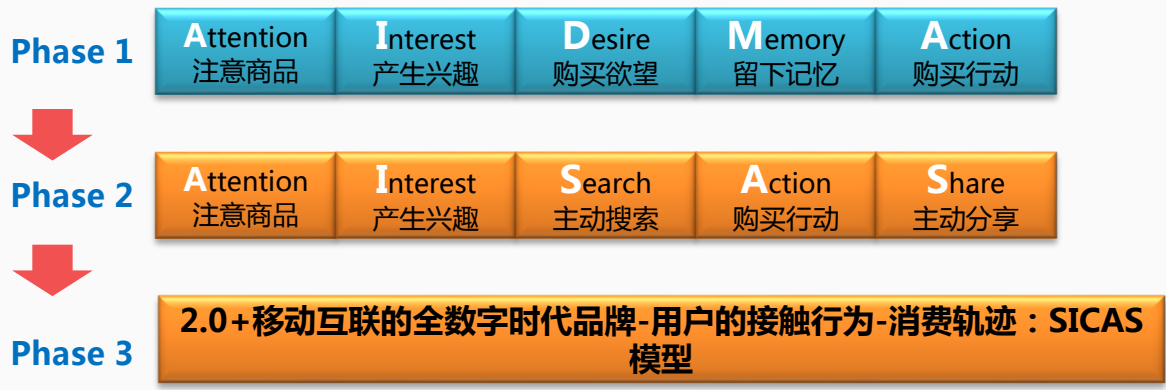 Phase 1
Attention Interest Desire Memory Action
注意商品 产生兴趣 购买欲望 留下记忆 购买行动
Phase 2
Attention Interest Search Action Share
注意商品 产生兴趣 主动搜索 购买行动 主动分享
Phase 3
2.0+移动互联的全数字时代品牌-用户的接触行为-消费轨迹：SICAS
模型